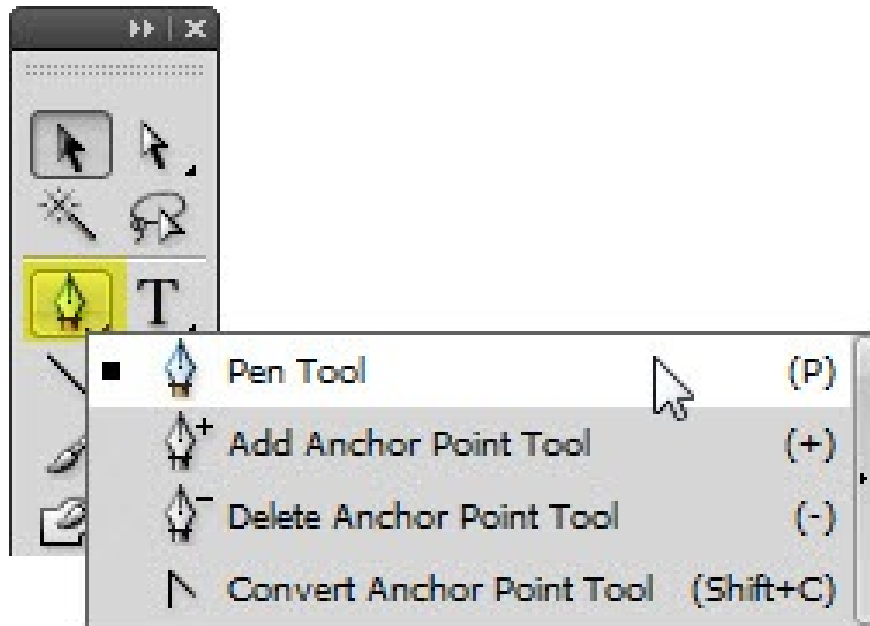 T
Pen Tool (P)
Add Anchor Point Tool (+)
Delete Anchor Point Tool (-)
Convert Anchor Point Tool (Shift+C)